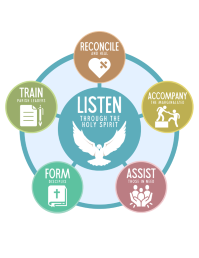 RECONCILE
AND HEAL
TRAIN
PARISH LEADERS
ACCOMPANY
THE MARGINALIZED
LISTEN
THROUGH THE
HOLY SPIRIT
FORM
DISCIPLES
ASSIST
THOSE IN NEED